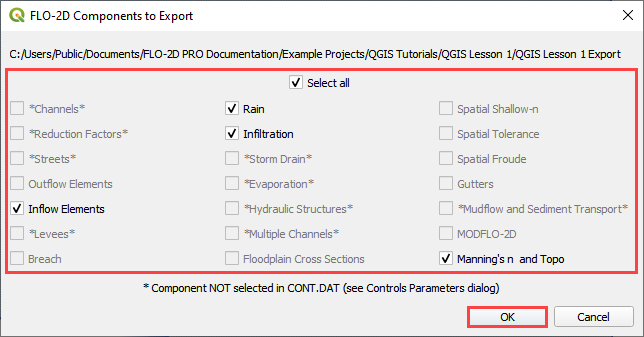 FLO-2D Components to Export
C:/Users/Public/Documents/FLO-2D PRO Documentation/Example Projects/QGIS Tutorials/QGIS Lesson 1/QGIS Lesson 1 Export
Select all
*Channels* Rain Spatial Shallow-n
*Reduction Factors* Infiltration Spatial Tolerance
*Streets* *Storm Drain* Spatial Froude
Outflow Elements *Evaporation* Gutters
Inflow Elements *Hydraulic Structures* *Mudflow and Sediment Transport*
*Levees* *Multiple Channels* MODFLO-2D
Breach Floodplain Cross Sections Manning's n and Topo
* Component NOT selected in CONT.DAT (see Controls Parameters dialog)
OK Cancel